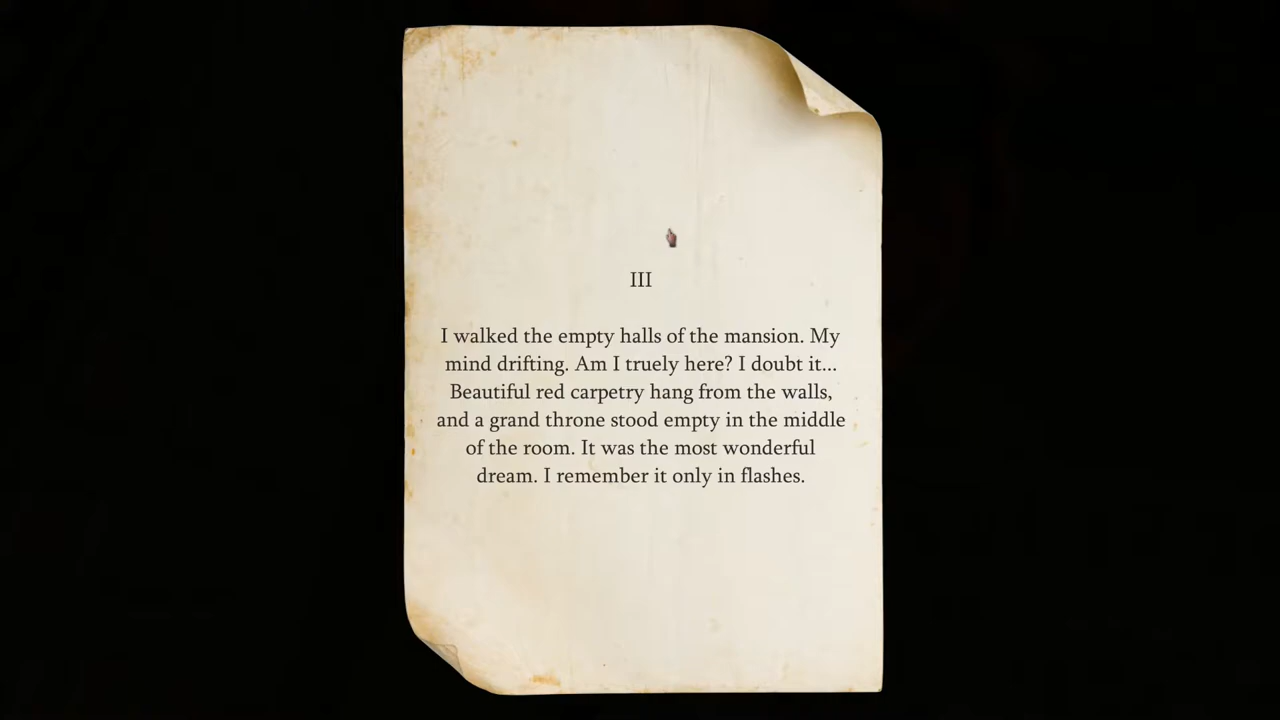 III
I walked the empty halls of the mansion. My
mind drifting. Am I truely here? I doubt it...
Beautiful red carpetry hang from the walls,
and a grand throne stood empty in the middle
of the room. It was the most wonderful
dream. I remember it only in flashes.